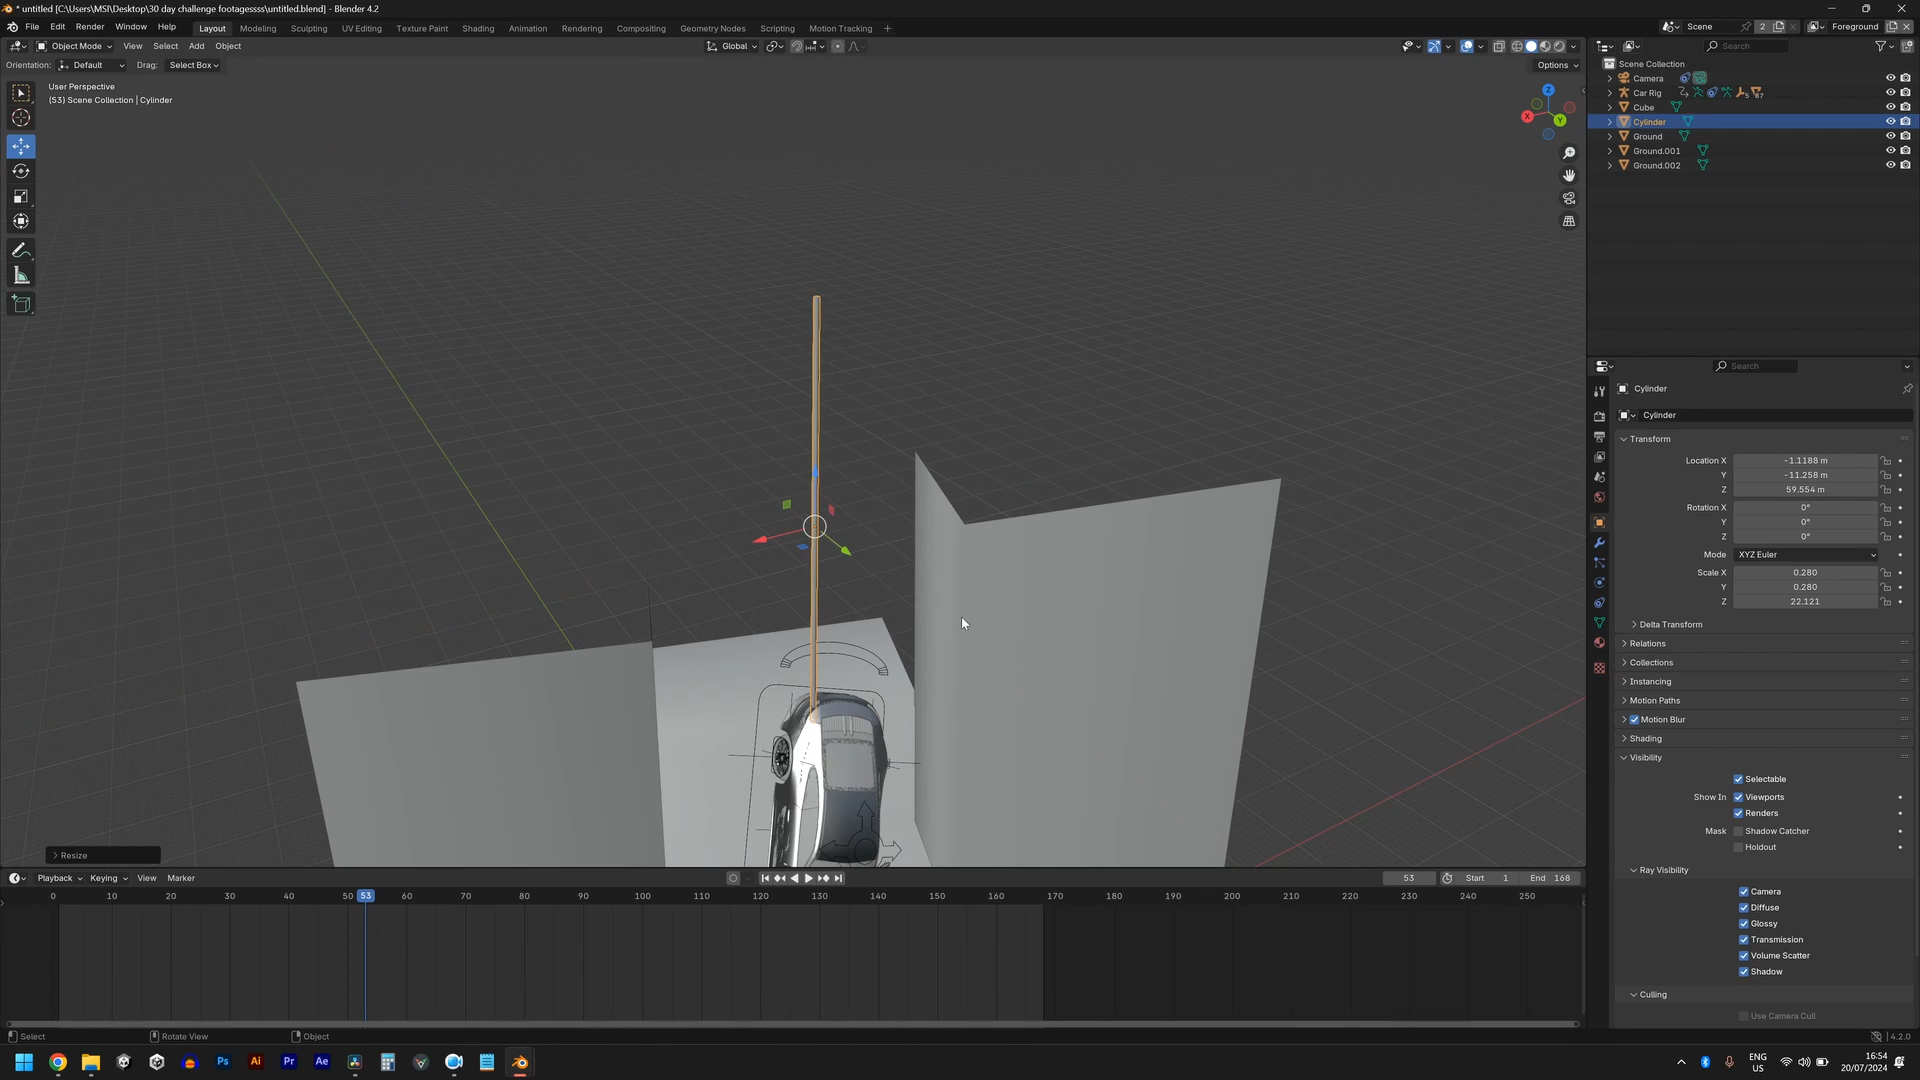 * untitled [C:\Users\MSI\Desktop\30 day challenge footagessss\untitled.blend] - Blender 4.2
File Edit Render Window Help
Layout Modeling Sculpting UV Editing Texture Paint Shading Animation Rendering Compositing Geometry Nodes Scripting Motion Tracking +
Scene 2 Foreground
Object Mode View Select Add Object
Global
Search
Orientation: Default Drag: Select Box
Options
User Perspective
(53) Scene Collection | Cylinder
Z
X
Y
Scene Collection
Camera
Car Rig 5 67
Cube
Cylinder
Ground
Ground.001
Ground.002
Search
Cylinder
Cylinder
Transform
Location X -1.1188 m
Y -11.258 m
Z 59.554 m
Rotation X 0°
Y 0°
Z 0°
Mode XYZ Euler
Scale X 0.280
Y 0.280
Z 22.121
Delta Transform
Relations
Collections
Instancing
Motion Paths
Motion Blur
Shading
Visibility
Selectable
Show In Viewports
Renders
Mask Shadow Catcher
Holdout
Ray Visibility
Camera
Diffuse
Glossy
Transmission
Volume Scatter
Shadow
Culling
Use Camera Cull
Resize
Playback Keying View Marker
53 Start 1 End 168
0 10 20 30 40 50 53 60 70 80 90 100 110 120 130 140 150 160 170 180 190 200 210 220 230 240 250
Select Rotate View Object
4.2.0
Ps Ai Pr Ae
ENG
US
16:54
20/07/2024